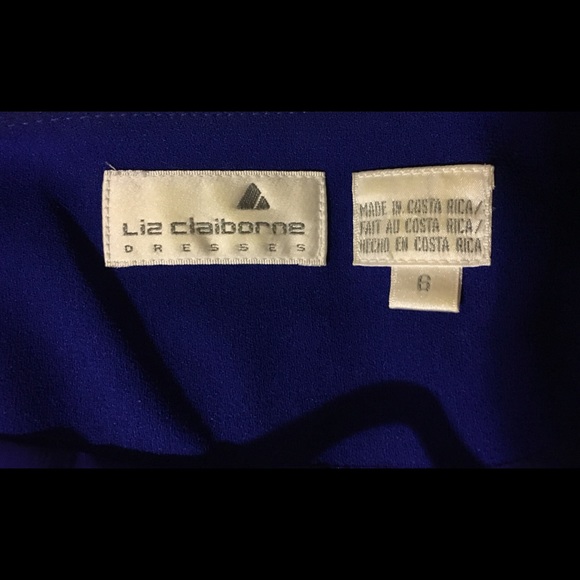 Liz claiborne
DRESSES
MADE IN COSTA RICA/
FAIT AU COSTA RICA/
HECHO EN COSTA RICA
6